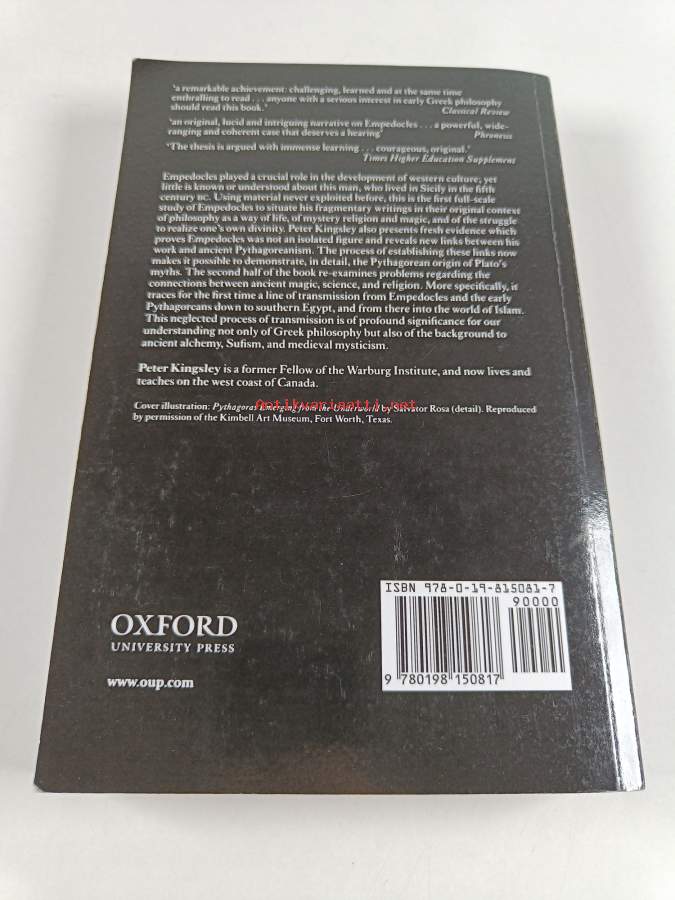 ‘a remarkable achievement: challenging, learned and at the same time
enthralling to read . . . anyone with a serious interest in early Greek philosophy
should read this book.’
Classical Review
‘an original, lucid and intriguing narrative on Empedocles . . . a powerful, wide-
ranging and coherent case that deserves a hearing’
Phronesis
‘The thesis is argued with immense learning . . . courageous, original.’
Times Higher Education Supplement
Empedocles played a crucial role in the development of western culture; yet
little is known or understood about this man, who lived in Sicily in the fifth
century BC. Using material never exploited before, this is the first full-scale
study of Empedocles to situate his fragmentary writings in their original context
of philosophy as a way of life, of mystery religion and magic, and of the struggle
to realize one's own divinity. Peter Kingsley also presents fresh evidence which
proves Empedocles was not an isolated figure and reveals new links between his
work and ancient Pythagoreanism. The process of establishing these links now
makes it possible to demonstrate, in detail, the Pythagorean origin of Plato's
myths. The second half of the book re-examines problems regarding the
connections between ancient magic, science, and religion. More specifically, it
traces for the first time a line of transmission from Empedocles and the early
Pythagoreans down to southern Egypt, and from there into the world of Islam.
This neglected process of transmission is of profound significance for our
understanding not only of Greek philosophy but also of the background to
ancient alchemy, Sufism, and medieval mysticism.
Peter Kingsley is a former Fellow of the Warburg Institute, and now lives and
teaches on the west coast of Canada.
Cover illustration: Pythagoras Emerging from the Underworld by Salvator Rosa (detail). Reproduced
by permission of the Kimbell Art Museum, Fort Worth, Texas.
Antikvariaatti.net
ISBN 978-0-19-815081-7
90000
9 780198 150817
OXFORD
UNIVERSITY PRESS
www.oup.com